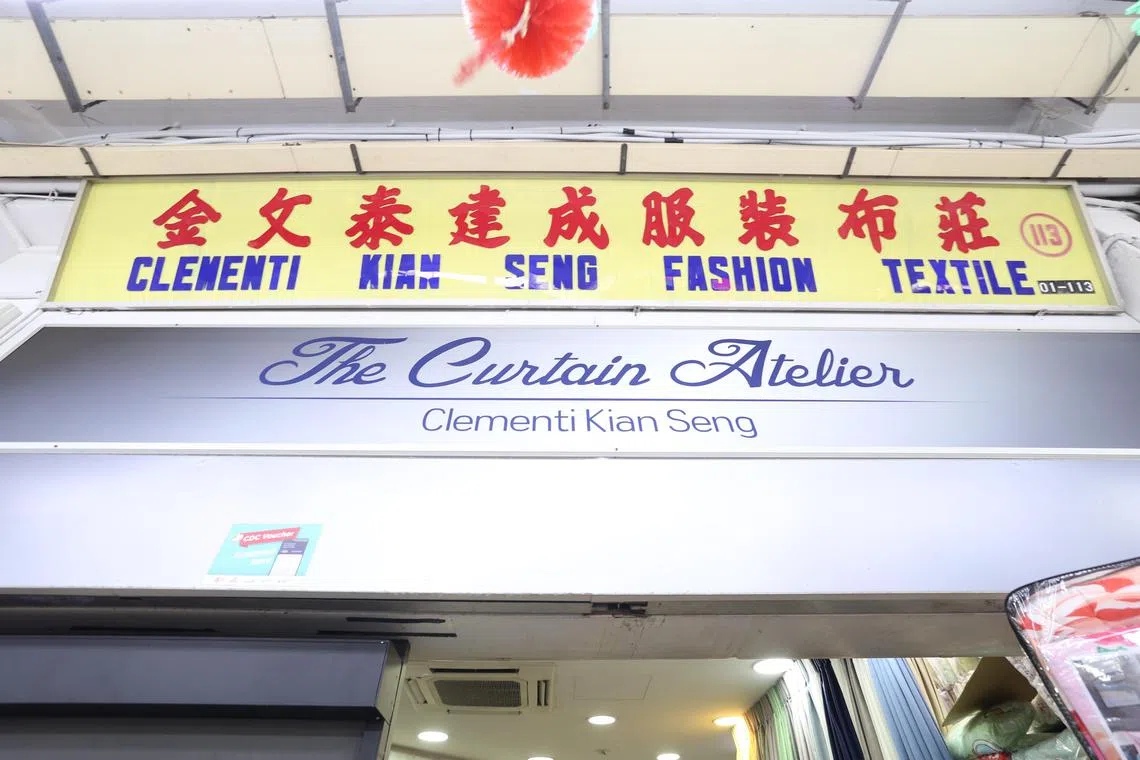 金文泰建成服裝布莊
113
CLEMENTI KIAN SENG FASHION TEXTILE
01-113
The Curtain Atelier
Clementi Kian Seng
CDC Voucher